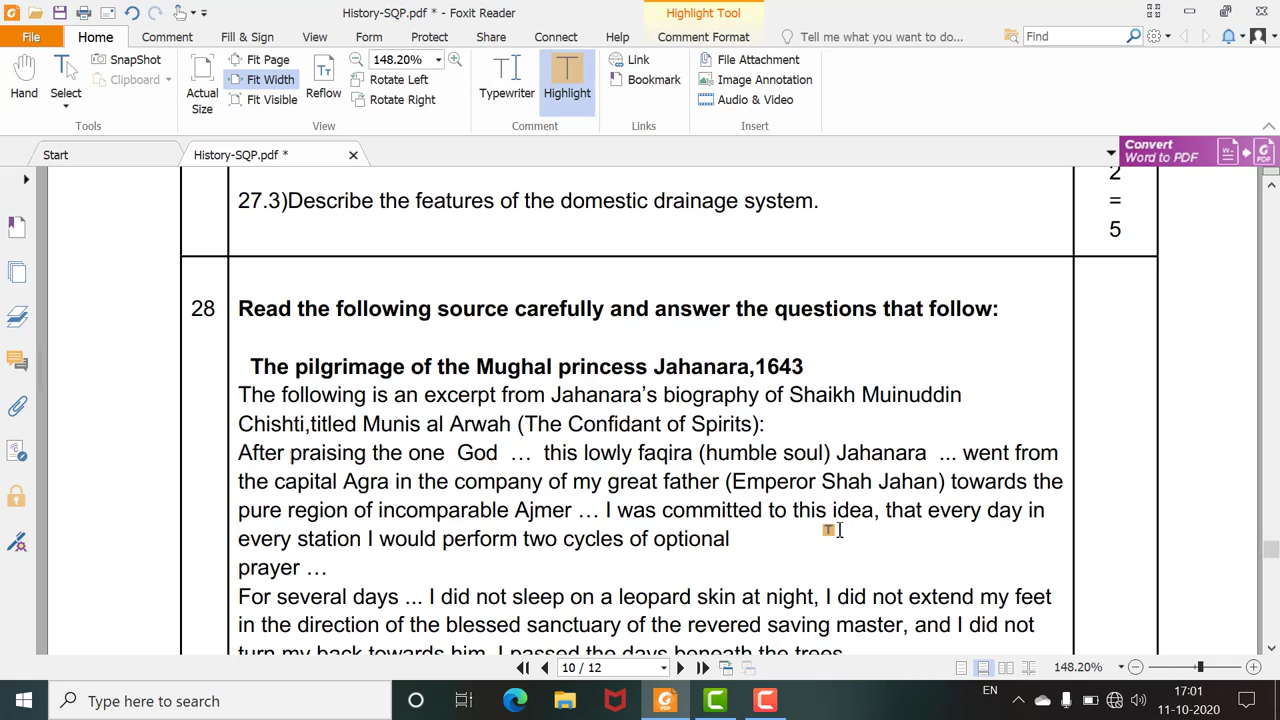 History-SQP.pdf * - Foxit Reader
Highlight Tool
File Home Comment Fill & Sign View Form Protect Share Connect Help Comment Format Tell me what you want to do... Find
Hand
Select
SnapShot
Clipboard
Tools
Actual
Size
Fit Page
Fit Width
Fit Visible
Reflow
148.20%
Rotate Left
Rotate Right
View
Typewriter
Highlight
Comment
Link
Bookmark
Links
File Attachment
Image Annotation
Audio & Video
Insert
Start
History-SQP.pdf *
Convert
Word to PDF
27.3)Describe the features of the domestic drainage system.
2
=
5
28
Read the following source carefully and answer the questions that follow:
The pilgrimage of the Mughal princess Jahanara,1643
The following is an excerpt from Jahanara’s biography of Shaikh Muinuddin
Chishti,titled Munis al Arwah (The Confidant of Spirits):
After praising the one God … this lowly faqira (humble soul) Jahanara ... went from
the capital Agra in the company of my great father (Emperor Shah Jahan) towards the
pure region of incomparable Ajmer … I was committed to this idea, that every day in
every station I would perform two cycles of optional
prayer …
For several days ... I did not sleep on a leopard skin at night, I did not extend my feet
in the direction of the blessed sanctuary of the revered saving master, and I did not
turn my back towards him. I passed the days beneath the trees.
10 / 12
148.20%
Type here to search
EN
17:01
11-10-2020